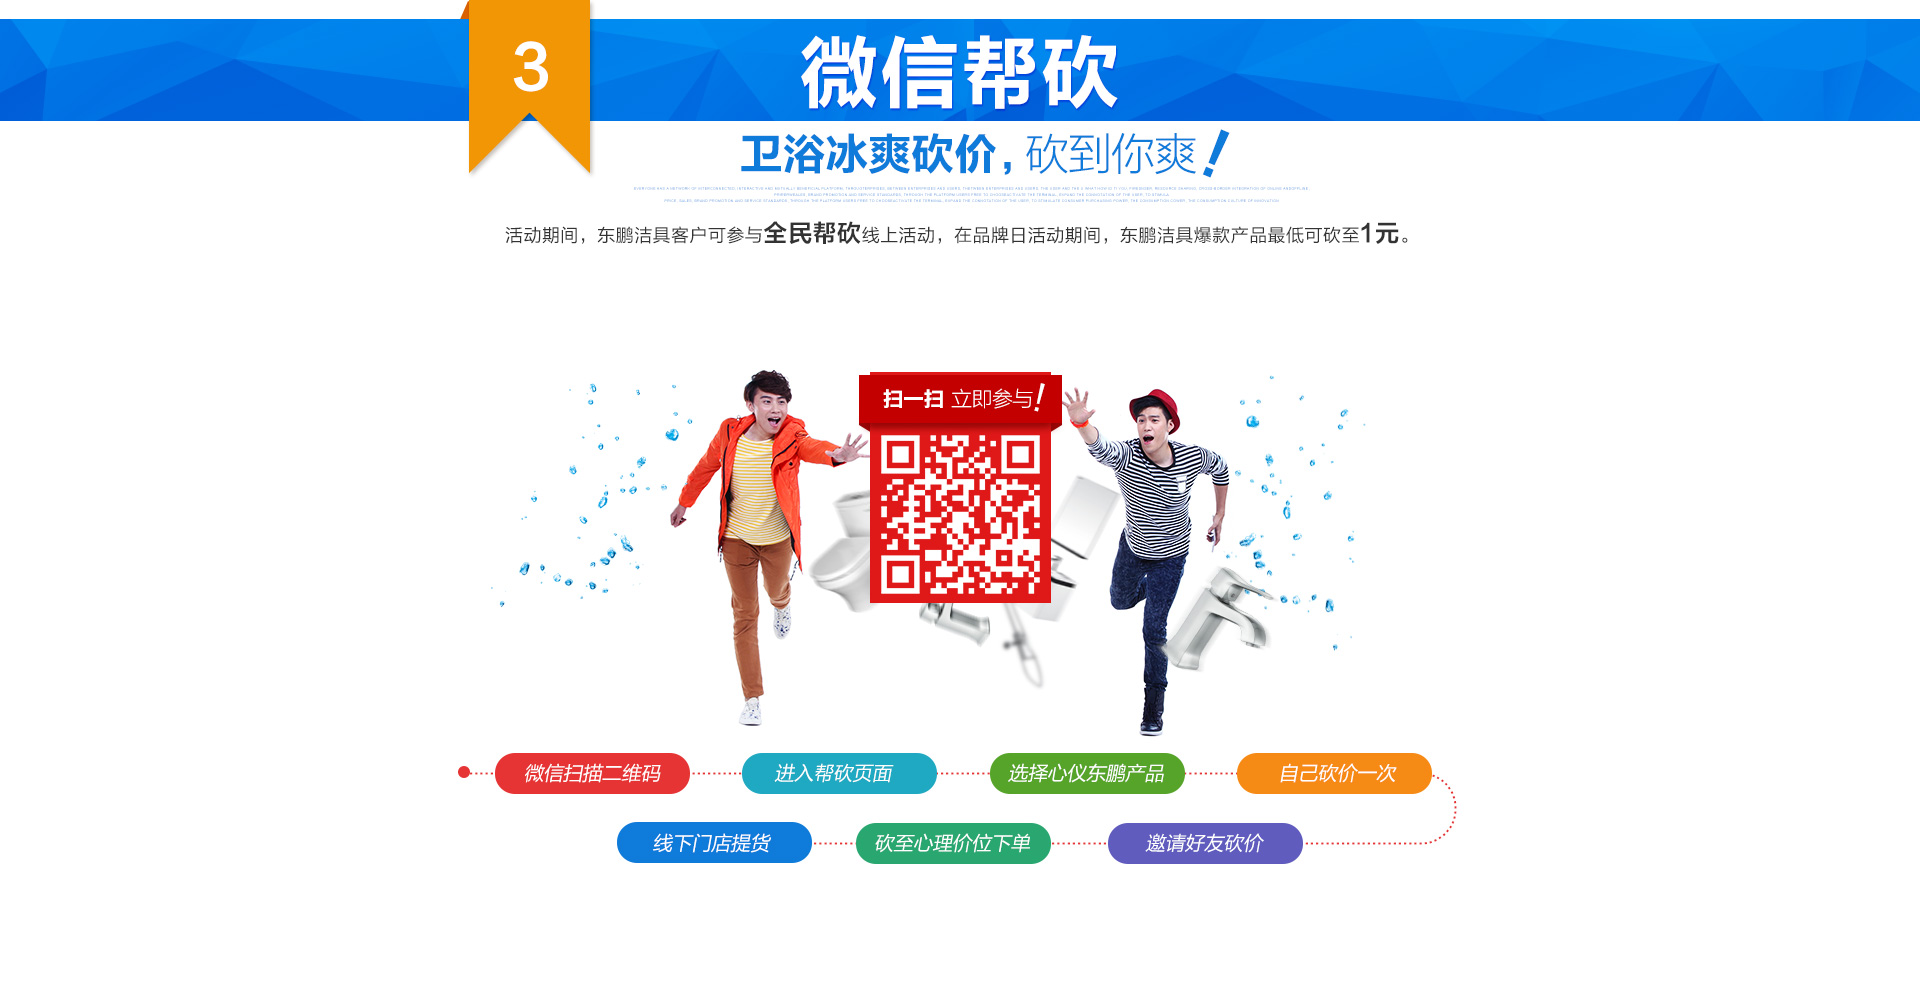 3
微信帮砍
卫浴冰爽砍价，砍到你爽！
活动期间，东鹏洁具客户可参与全民帮砍线上活动，在品牌日活动期间，东鹏洁具爆款产品最低可砍至1元。
扫一扫 立即参与！
微信扫描二维码
进入帮砍页面
选择心仪东鹏产品
自己砍价一次
线下门店提货
砍至心理价位下单
邀请好友砍价